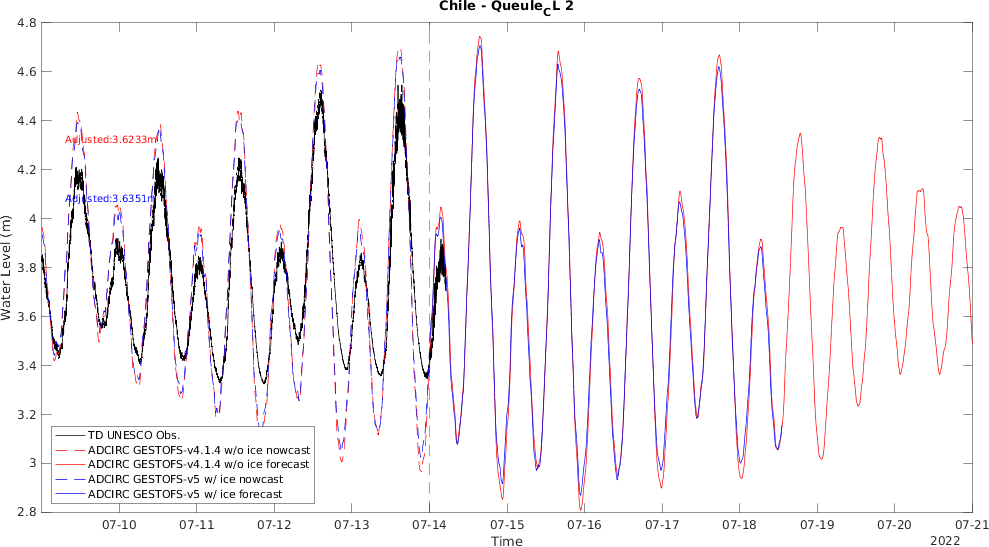 Chile - Queule_CL 2
4.8
4.6
4.4
4.2
4
3.8
3.6
3.4
3.2
3
2.8
Water Level (m)
Adjusted:3.6233m
Adjusted:3.6351m
TD UNESCO Obs.
ADCIRC GESTOFS-v4.1.4 w/o ice nowcast
ADCIRC GESTOFS-v4.1.4 w/o ice forecast
ADCIRC GESTOFS-v5 w/ ice nowcast
ADCIRC GESTOFS-v5 w/ ice forecast
07-10 07-11 07-12 07-13 07-14 07-15 07-16 07-17 07-18 07-19 07-20 07-21
Time
2022